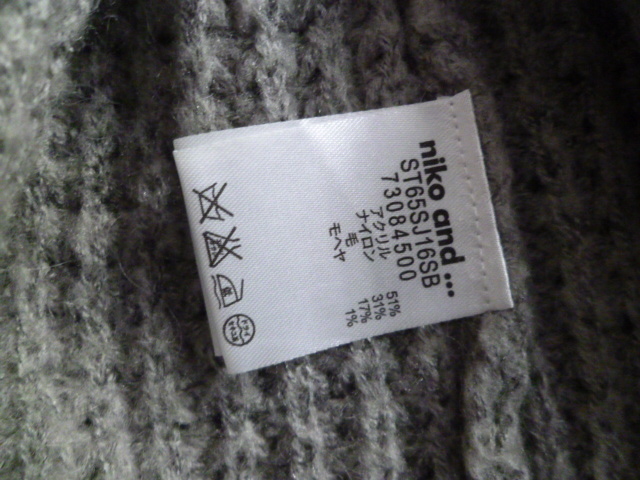 niko and ...
ST65SJ16SB
73084500
アクリル 51%
ナイロン 31%
毛 17%
モヘヤ 1%